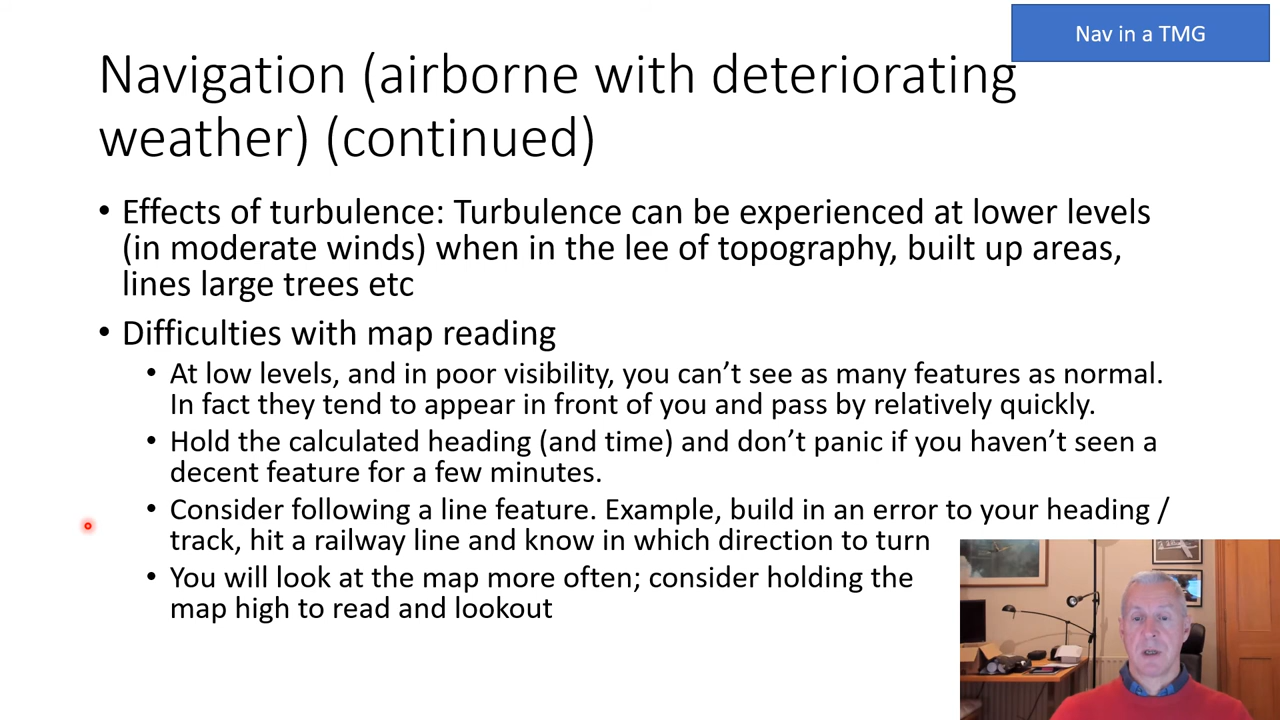 Nav in a TMG
Navigation (airborne with deteriorating
weather) (continued)
• Effects of turbulence: Turbulence can be experienced at lower levels
(in moderate winds) when in the lee of topography, built up areas,
lines large trees etc
• Difficulties with map reading
• At low levels, and in poor visibility, you can’t see as many features as normal.
In fact they tend to appear in front of you and pass by relatively quickly.
• Hold the calculated heading (and time) and don’t panic if you haven’t seen a
decent feature for a few minutes.
• Consider following a line feature. Example, build in an error to your heading /
track, hit a railway line and know in which direction to turn
• You will look at the map more often; consider holding the
map high to read and lookout